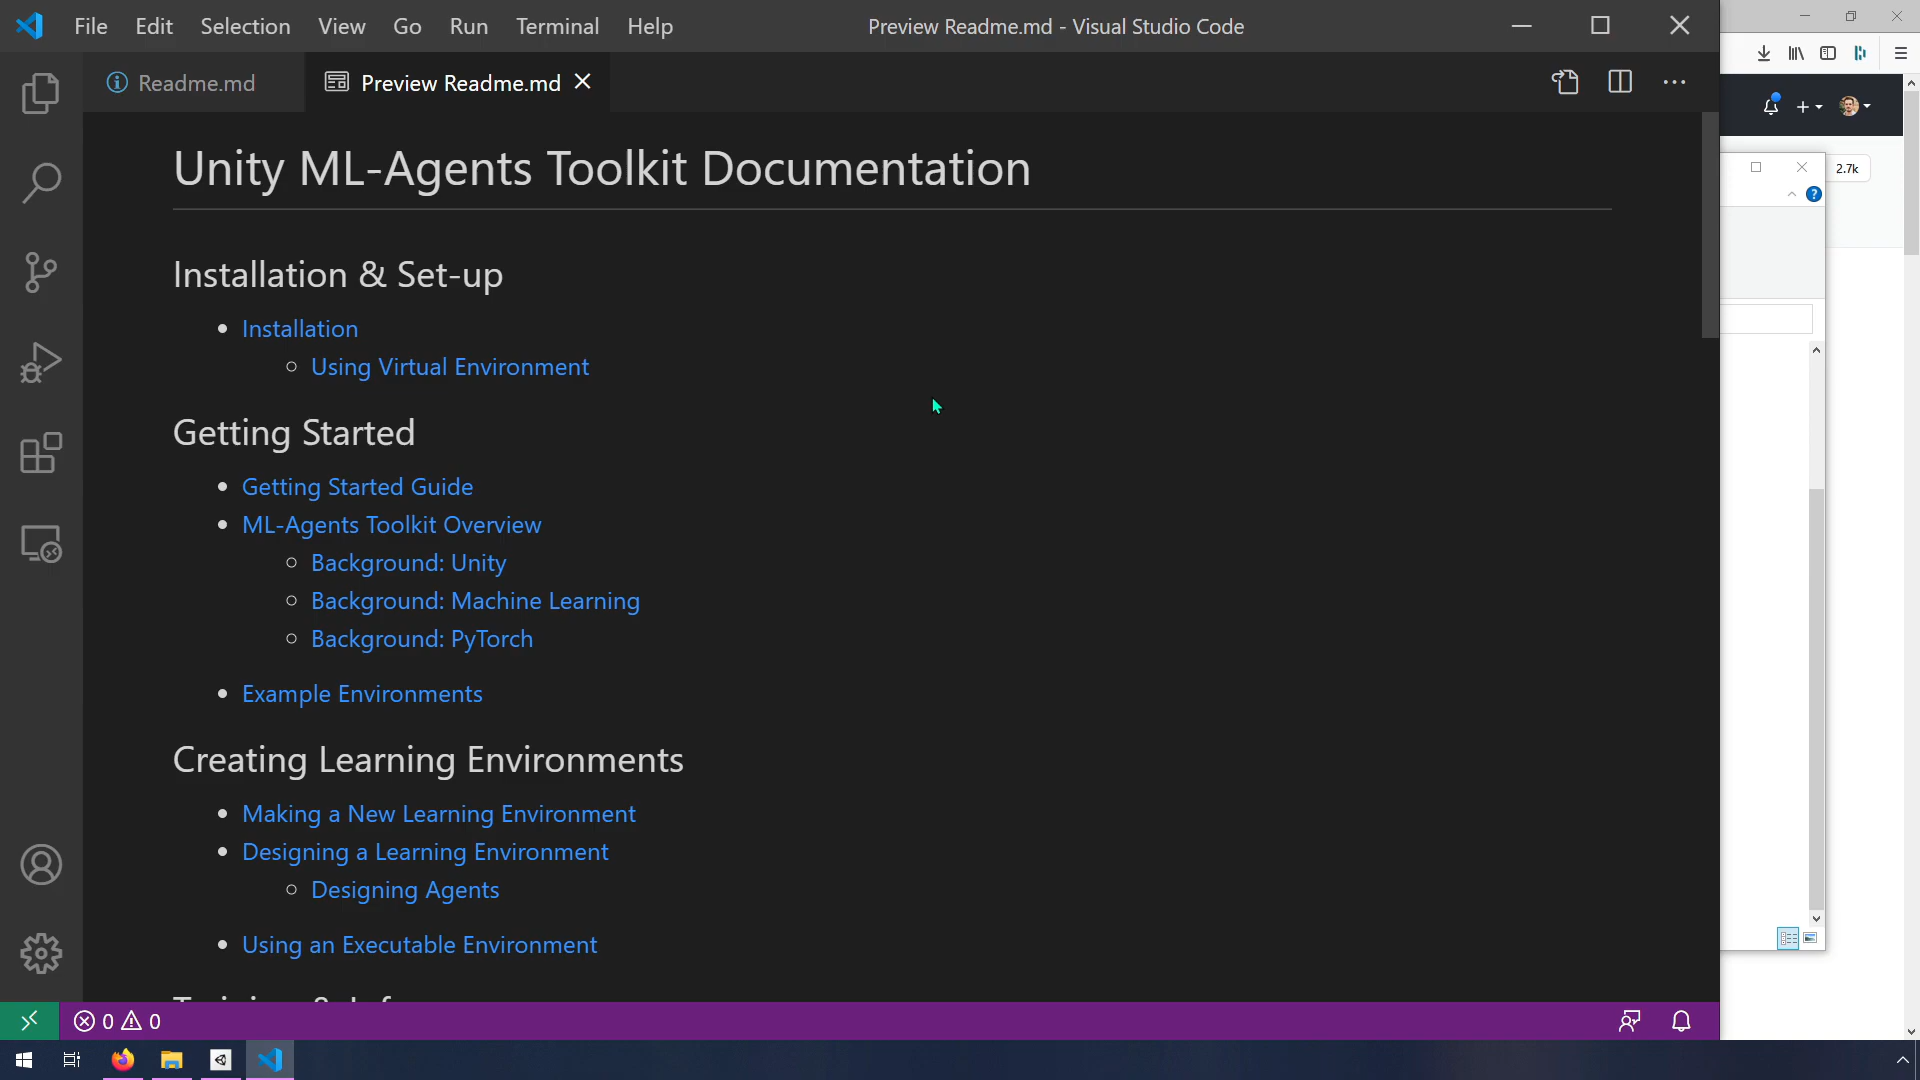 File Edit Selection View Go Run Terminal Help Preview Readme.md - Visual Studio Code
Readme.md Preview Readme.md
Unity ML-Agents Toolkit Documentation
2.7k
Installation & Set-up
Installation
Using Virtual Environment
Getting Started
Getting Started Guide
ML-Agents Toolkit Overview
Background: Unity
Background: Machine Learning
Background: PyTorch
Example Environments
Creating Learning Environments
Making a New Learning Environment
Designing a Learning Environment
Designing Agents
Using an Executable Environment
0 0